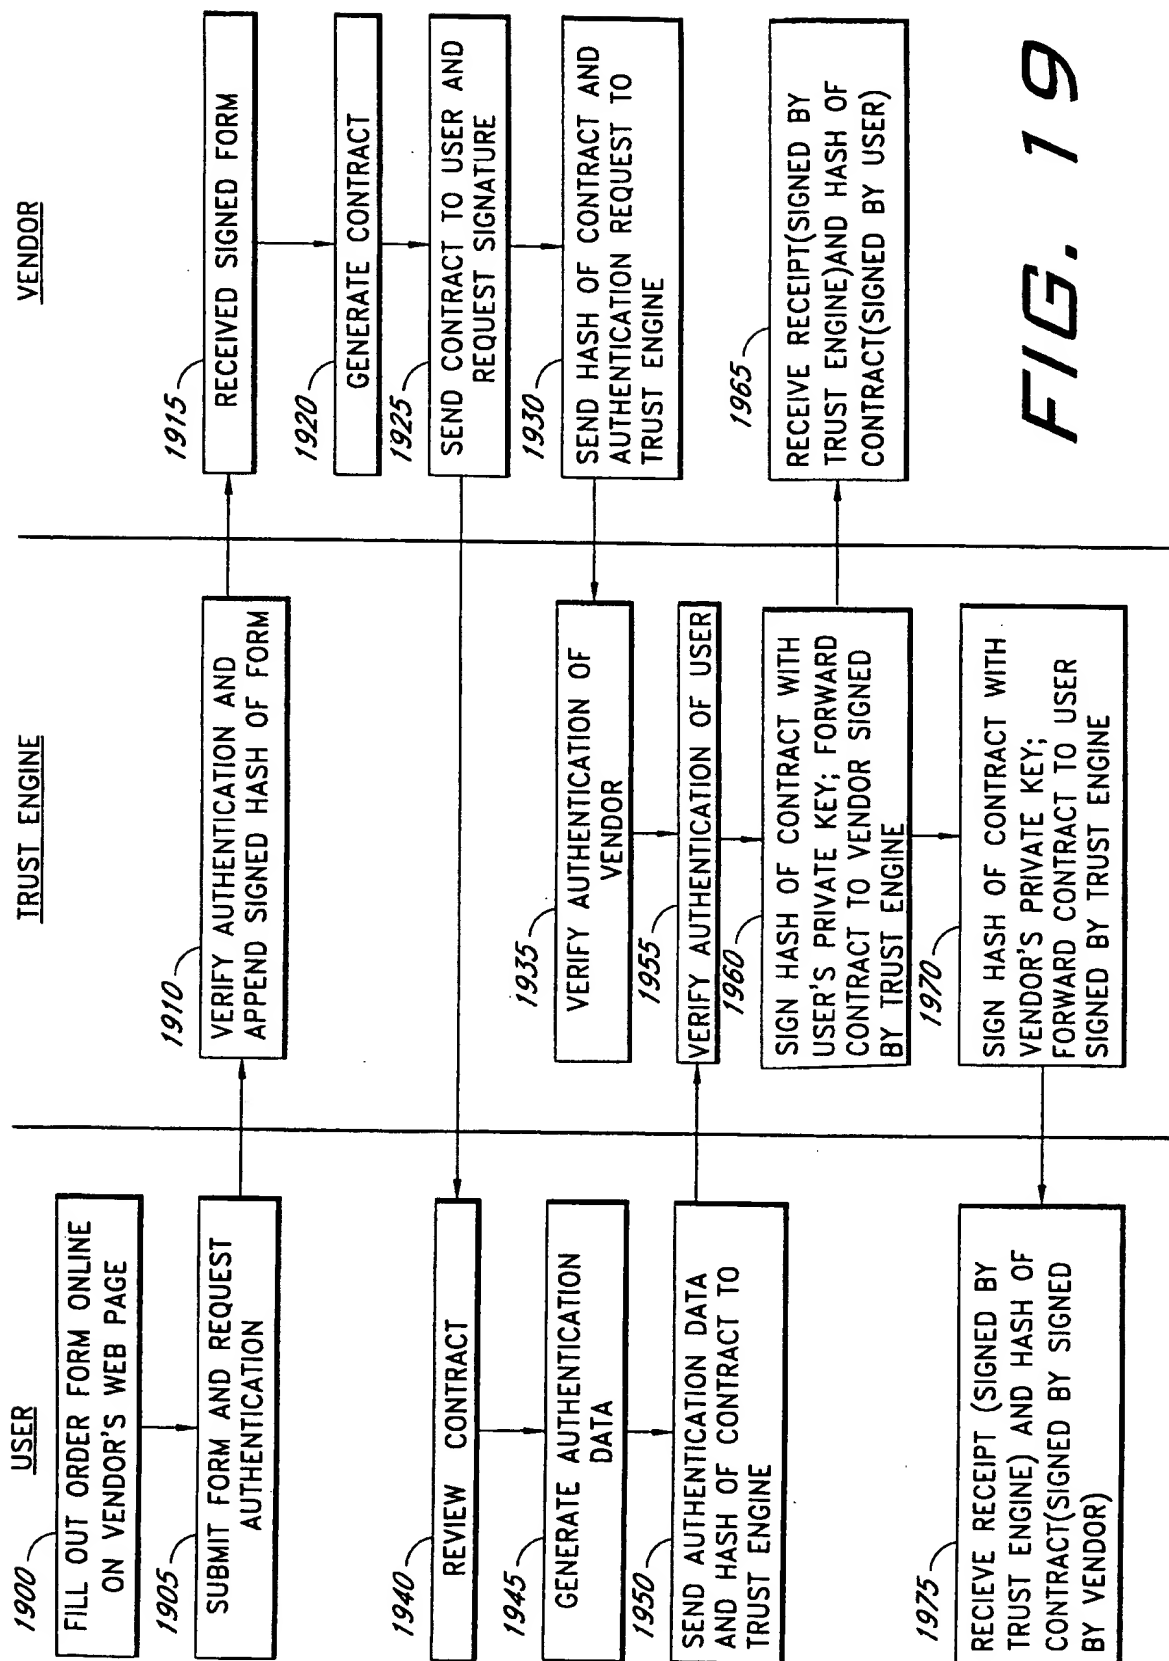 USER
1900
FILL OUT ORDER FORM ONLINE
ON VENDOR'S WEB PAGE
1905
SUBMIT FORM AND REQUEST
AUTHENTICATION
1940
REVIEW CONTRACT
1945
GENERATE AUTHENTICATION
DATA
1950
SEND AUTHENTICATION DATA
AND HASH OF CONTRACT TO
TRUST ENGINE
1975
RECIEVE RECEIPT (SIGNED BY
TRUST ENGINE) AND HASH OF
CONTRACT(SIGNED BY SIGNED
BY VENDOR)
TRUST ENGINE
1910
VERIFY AUTHENTICATION AND
APPEND SIGNED HASH OF FORM
1935
VERIFY AUTHENTICATION OF
VENDOR
1955
VERIFY AUTHENTICATION OF USER
1960
SIGN HASH OF CONTRACT WITH
USER'S PRIVATE KEY; FORWARD
CONTRACT TO VENDOR SIGNED
BY TRUST ENGINE
1970
SIGN HASH OF CONTRACT WITH
VENDOR'S PRIVATE KEY;
FORWARD CONTRACT TO USER
SIGNED BY TRUST ENGINE
VENDOR
1915
RECEIVED SIGNED FORM
1920
GENERATE CONTRACT
1925
SEND CONTRACT TO USER AND
REQUEST SIGNATURE
1930
SEND HASH OF CONTRACT AND
AUTHENTICATION REQUEST TO
TRUST ENGINE
1965
RECEIVE RECEIPT(SIGNED BY
TRUST ENGINE)AND HASH OF
CONTRACT(SIGNED BY USER)
FIG. 19